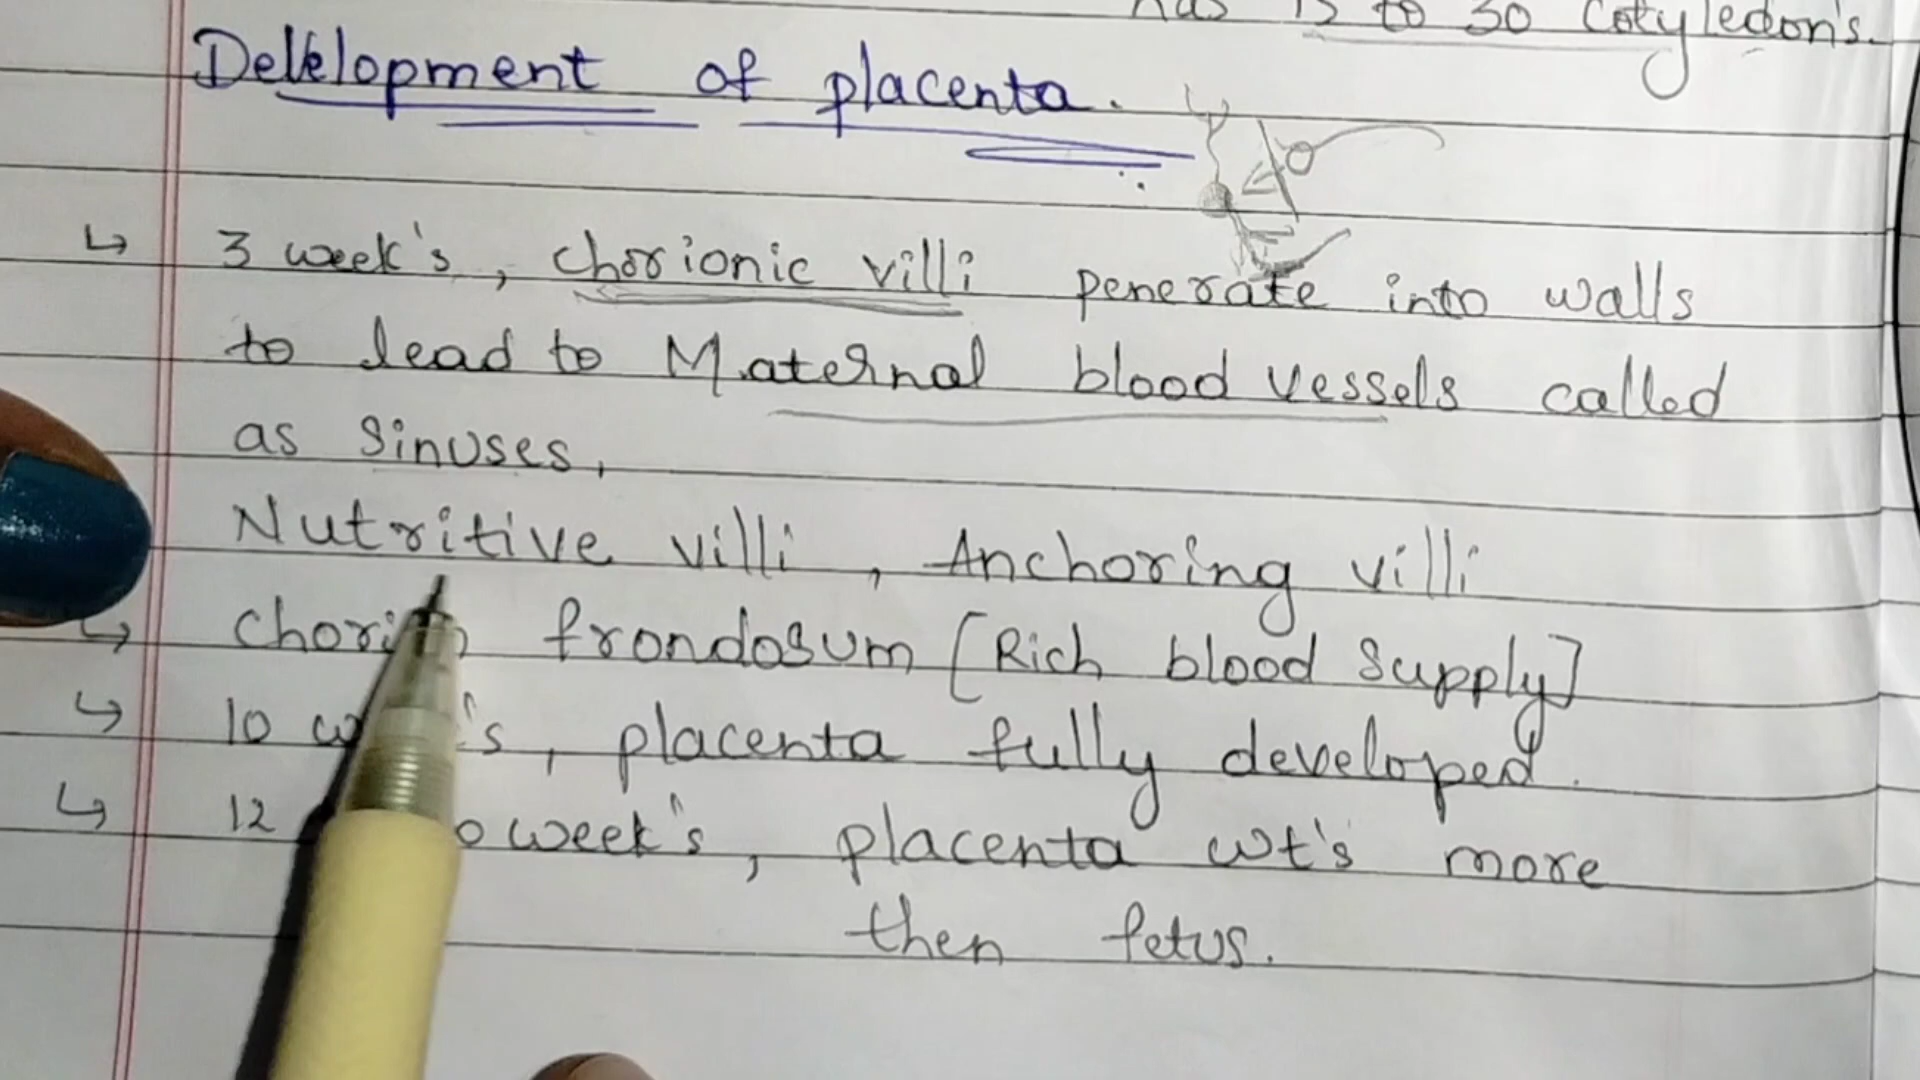 has 15 to 30 Cotyledon's.
Development of placenta.
↳ 3 week's, chorionic villi penerate into walls
to lead to Maternal blood vessels called
as Sinuses,
Nutritive villi, Anchoring villi
↳ frondosum [Rich blood Supply]
↳ 10 placenta fully developed.
↳ 12 week's, placenta wt's more
then fetus.